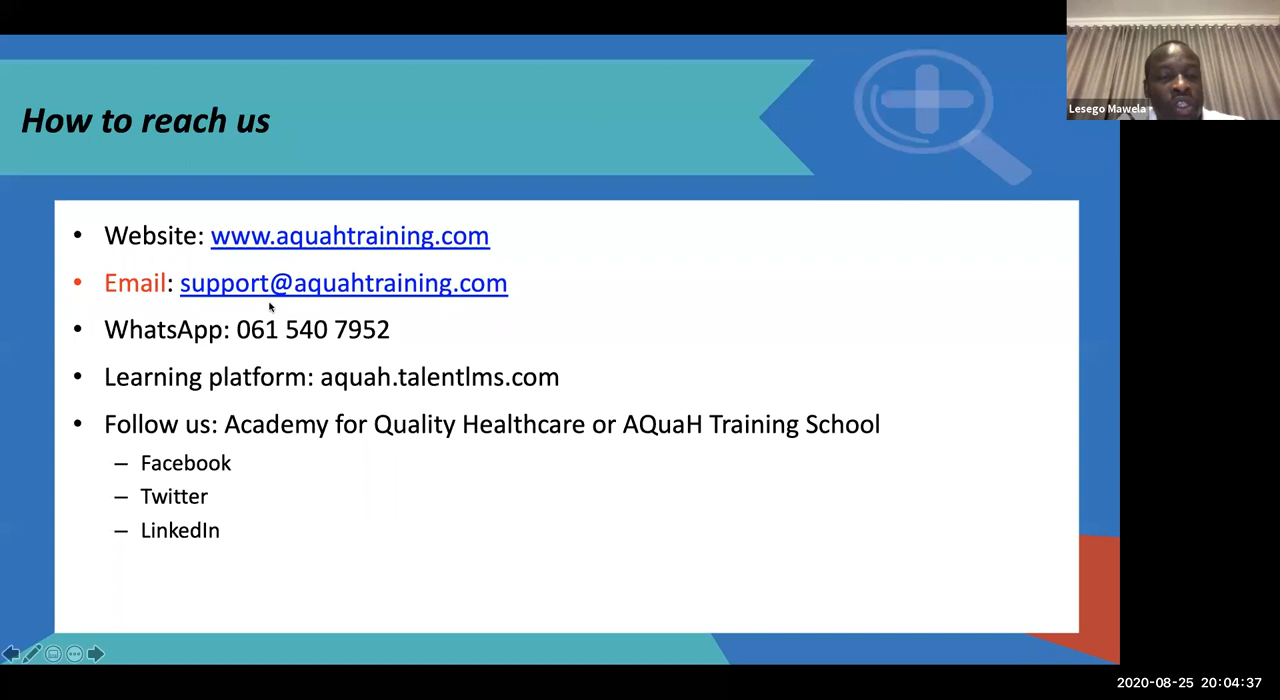 How to reach us
Lesego Mawela
• Website: www.aquahtraining.com
• Email: support@aquahtraining.com
• WhatsApp: 061 540 7952
• Learning platform: aquah.talentlms.com
• Follow us: Academy for Quality Healthcare or AQuaH Training School
– Facebook
– Twitter
– LinkedIn
2020-08-25 20:04:37